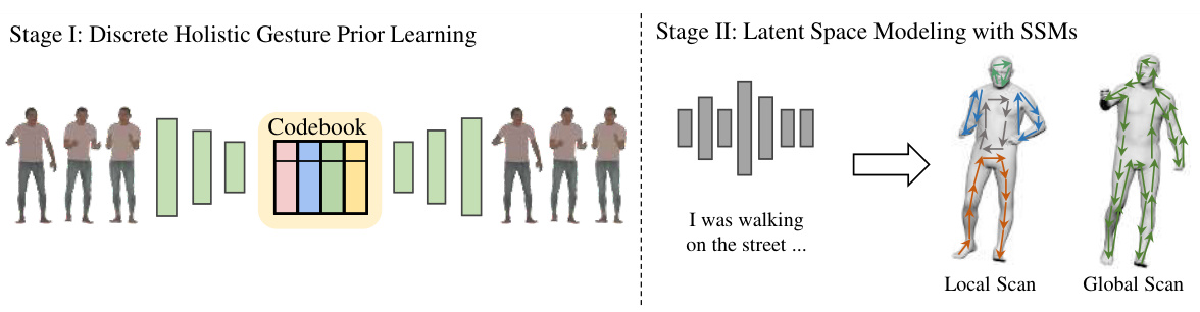 Stage I: Discrete Holistic Gesture Prior Learning
Codebook
Stage II: Latent Space Modeling with SSMs
I was walking
on the street ...
Local Scan
Global Scan